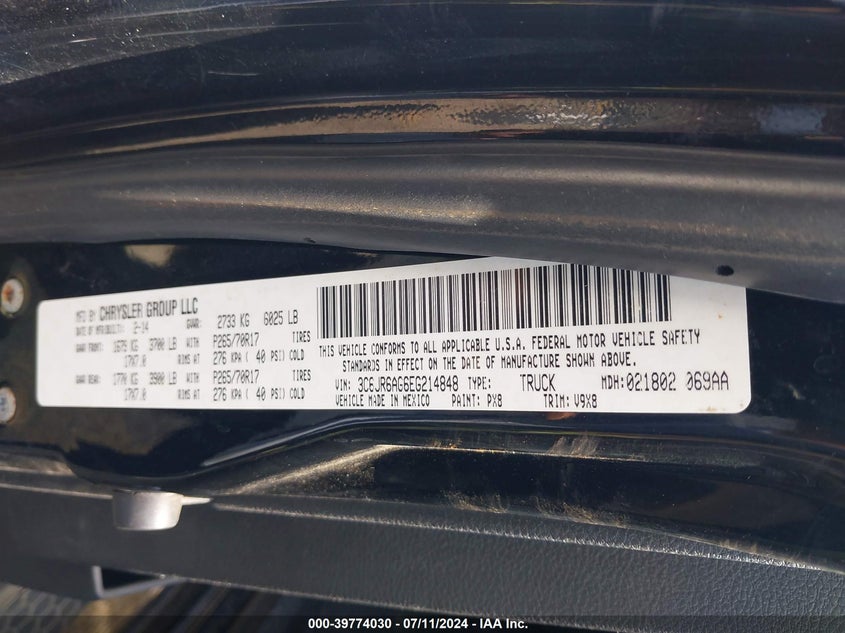 MFD BY CHRYSLER GROUP LLC
DATE OF MFR(BUILT): 2-14 GVWR: 2733 KG 6025 LB
GAWR FRONT: 1679 KG 3700 LB WITH P265/70R17 TIRES
17X7.0 RIMS AT 276 KPA ( 40 PSI) COLD
GAWR REAR: 1770 KG 3900 LB WITH P265/70R17 TIRES
17X7.0 RIMS AT 276 KPA ( 40 PSI) COLD
THIS VEHICLE CONFORMS TO ALL APPLICABLE U.S.A. FEDERAL MOTOR VEHICLE SAFETY
STANDARDS IN EFFECT ON THE DATE OF MANUFACTURE SHOWN ABOVE.
VIN: 3C6JR6AG6EG214848 TYPE: TRUCK MDH:021802 069AA
VEHICLE MADE IN MEXICO PAINT: PX8 TRIM: V9X8
000-39774030 - 07/11/2024 - IAA Inc.